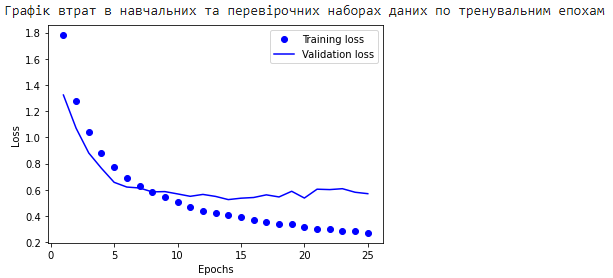 Графік втрат в навчальних та перевірочних наборах даних по тренувальним епохам
Training loss
Validation loss
1.8
1.6
1.4
1.2
1.0
0.8
0.6
0.4
0.2
Loss
0 5 10 15 20 25
Epochs